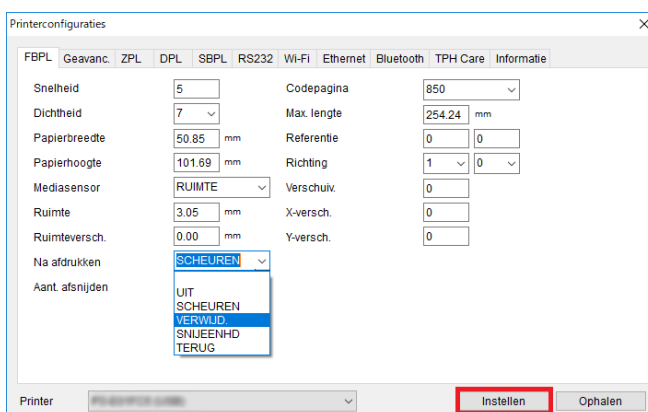 Printerconfiguraties
FBPL Geavanc. ZPL DPL SBPL RS232 Wi-Fi Ethernet Bluetooth TPH Care Informatie
Snelheid 5 Codepagina 850
Dichtheid 7 Max. lengte 254.24 mm
Papierbreedte 50.85 mm Referentie 0 0
Papierhoogte 101.69 mm Richting 1 0
Mediasensor RUIMTE Verschuiv. 0
Ruimte 3.05 mm X-versch. 0
Ruimteversch. 0.00 mm Y-versch. 0
Na afdrukken SCHEUREN
Aant. afsnijden
UIT
SCHEUREN
VERWIJD.
SNIJEENHD
TERUG
Printer Instellen Ophalen